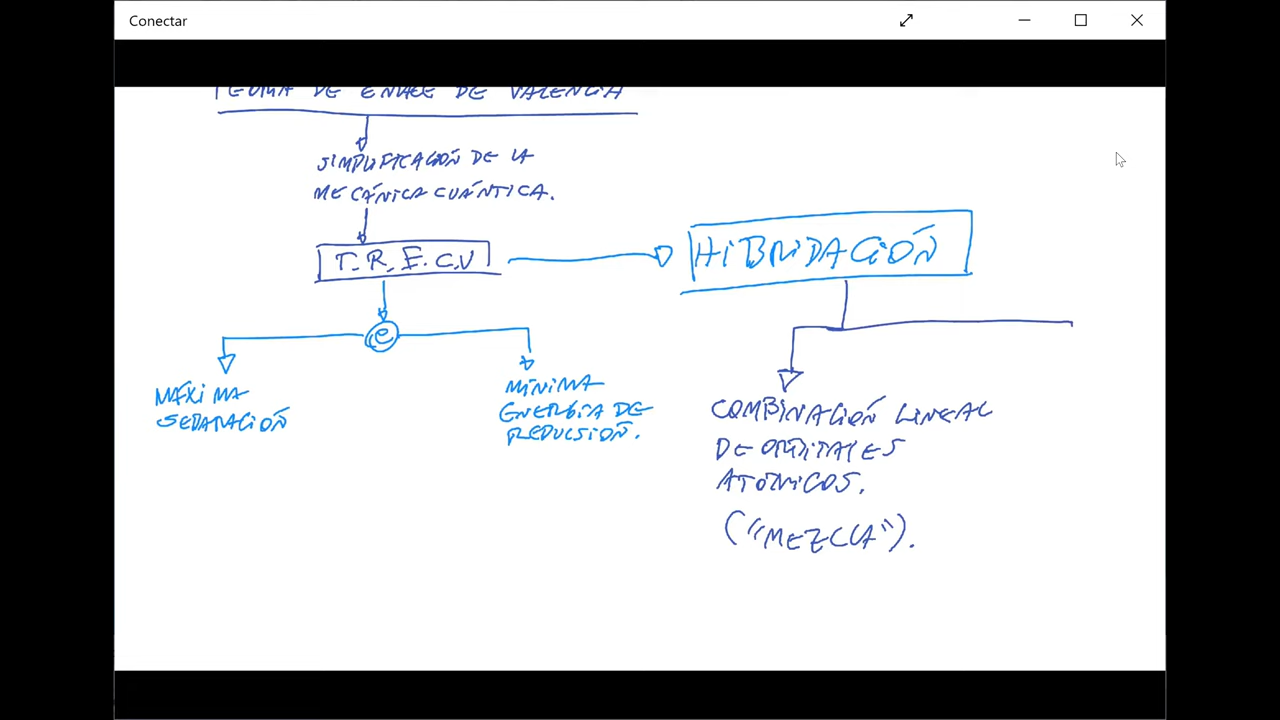 Conectar
TEORIA DE ENLACE DE VALENCIA
SIMPLIFICACIÓN DE LA
MECÁNICA CUÁNTICA.
T.R.E.C.V
HIBRIDACIÓN
e
MÁXIMA
SEPARACIÓN
MÍNIMA
ENERGÍA DE
REPULSIÓN.
COMBINACIÓN LINEAL
DE ORBITALES
ATÓMICOS.
("MEZCLA").